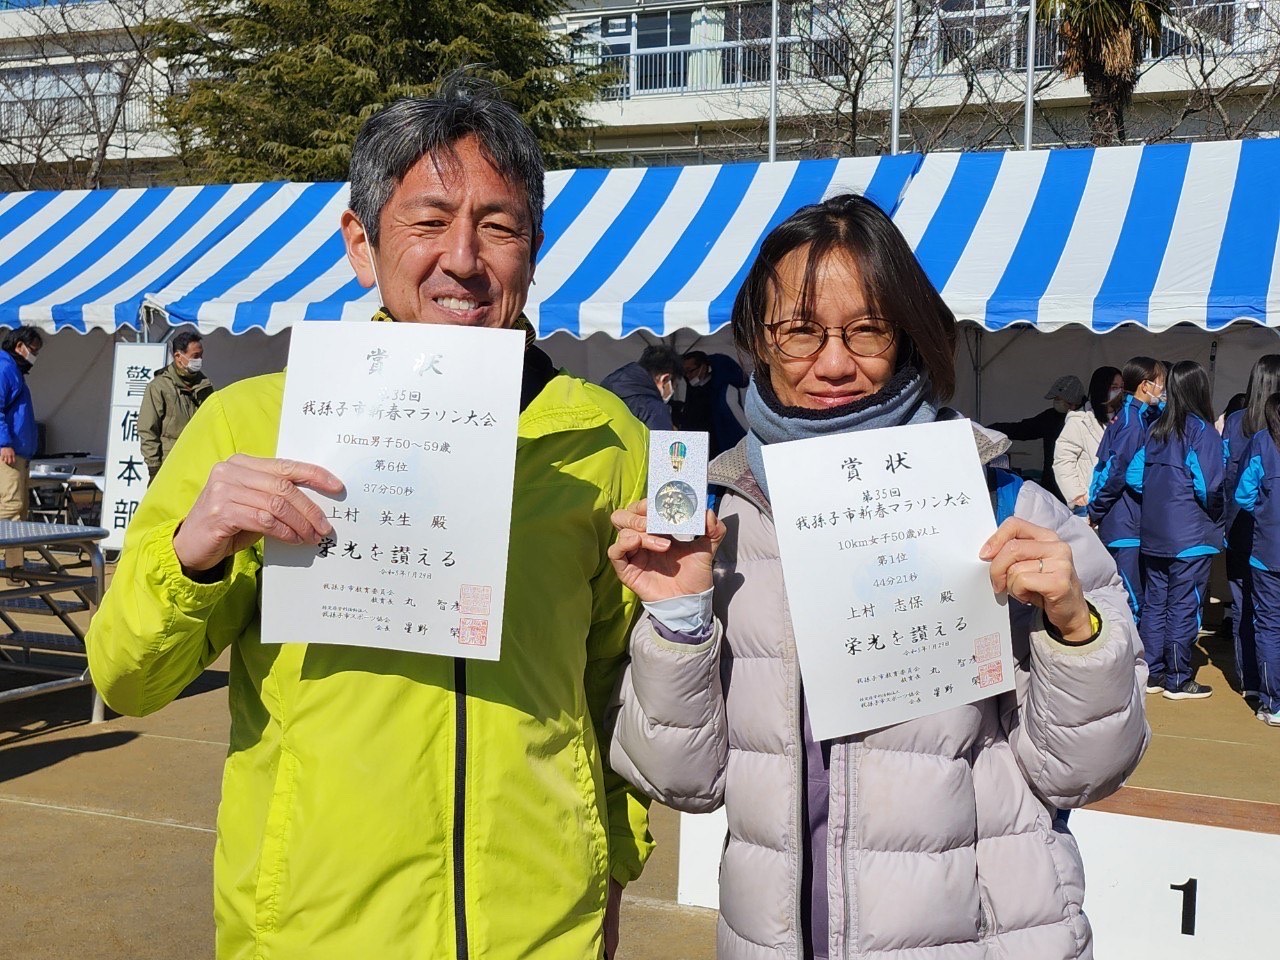 警備本部
賞状
第35回
我孫子市新春マラソン大会
10km男子50〜59歳
第6位
37分50秒
上村 英生 殿
栄光を讃える
令和5年1月29日
我孫子市教育委員会
教育長 丸 智彦
我孫子市スポーツ協会
会長 星野
賞状
第35回
我孫子市新春マラソン大会
10km女子50歳以上
第1位
44分21秒
上村 志保 殿
栄光を讃える
令和5年1月29日
我孫子市教育委員会
教育長 丸 智彦
我孫子市スポーツ協会
会長 星野
1